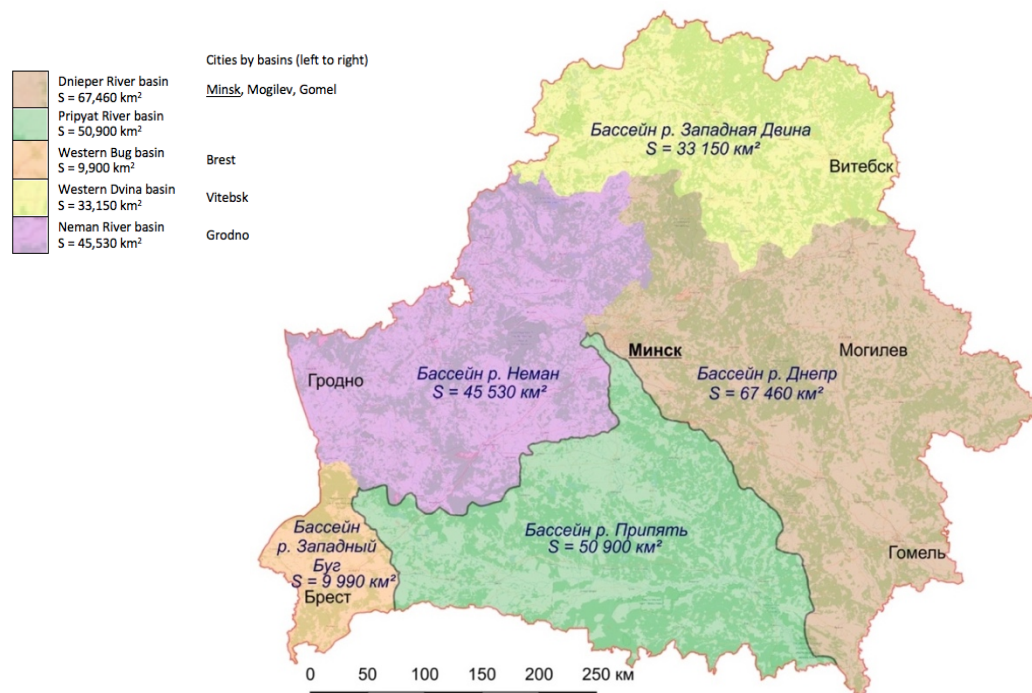 Cities by basins (left to right)
Dnieper River basin
S = 67,460 km²
Minsk, Mogilev, Gomel
Pripyat River basin
S = 50,900 km²
Western Bug basin
S = 9,900 km²
Brest
Western Dvina basin
S = 33,150 km²
Vitebsk
Neman River basin
S = 45,530 km²
Grodno
Бассейн р. Западная Двина
S = 33 150 км²
Витебск
Минск
Могилев
Гродно
Бассейн р. Неман
S = 45 530 км²
Бассейн р. Днепр
S = 67 460 км²
Бассейн
р. Западный
Буг
S = 9 990 км²
Брест
Бассейн р. Припять
S = 50 900 км²
Гомель
0 50 100 150 200 250 км